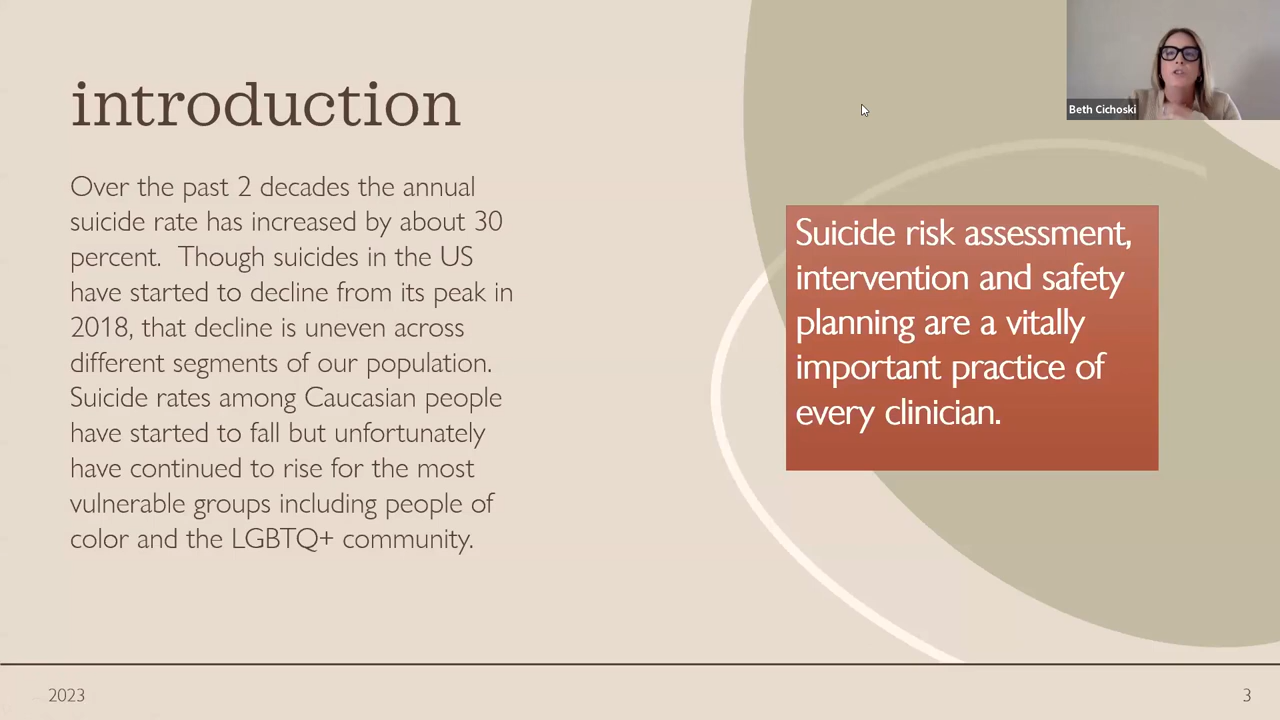 introduction
Over the past 2 decades the annual
suicide rate has increased by about 30
percent.  Though suicides in the US
have started to decline from its peak in
2018, that decline is uneven across
different segments of our population.
Suicide rates among Caucasian people
have started to fall but unfortunately
have continued to rise for the most
vulnerable groups including people of
color and the LGBTQ+ community.
Suicide risk assessment,
intervention and safety
planning are a vitally
important practice of
every clinician.
Beth Cichoski
2023
3